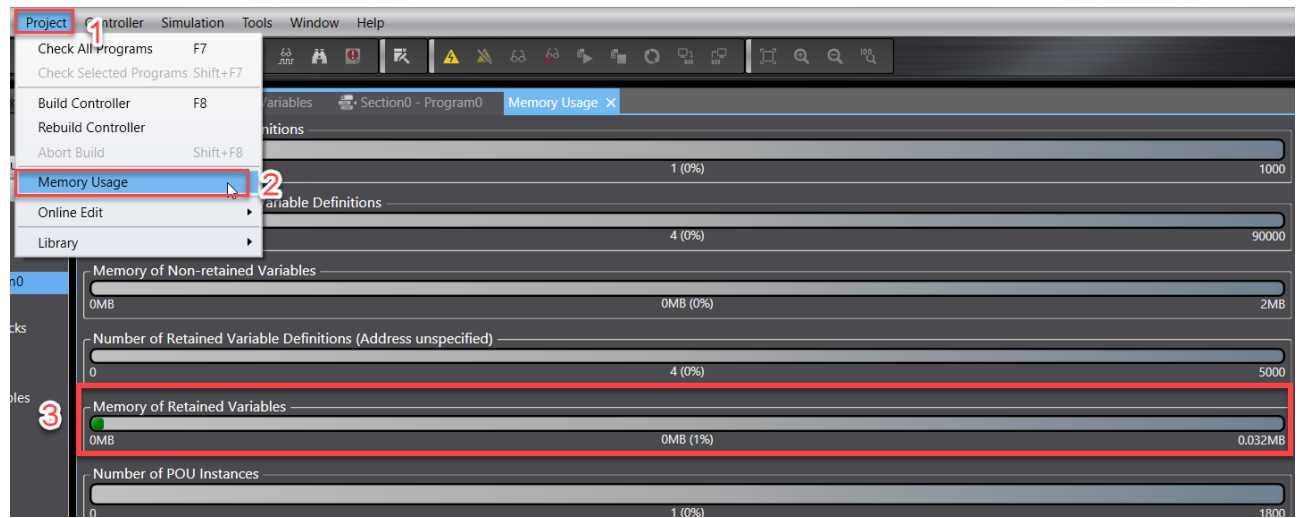 Project Controller Simulation Tools Window Help
1
Check All Programs F7
Check Selected Programs Shift+F7
Build Controller F8
Rebuild Controller
Abort Build Shift+F8
Memory Usage
2
Online Edit
Library
Variables Section0 - Program0 Memory Usage
nitions
1 (0%) 1000
ariable Definitions
4 (0%) 90000
n0
Memory of Non-retained Variables
0MB 0MB (0%) 2MB
cks
Number of Retained Variable Definitions (Address unspecified)
0 4 (0%) 5000
bles
3
Memory of Retained Variables
0MB 0MB (1%) 0.032MB
Number of POU Instances
0 1 (0%) 1800